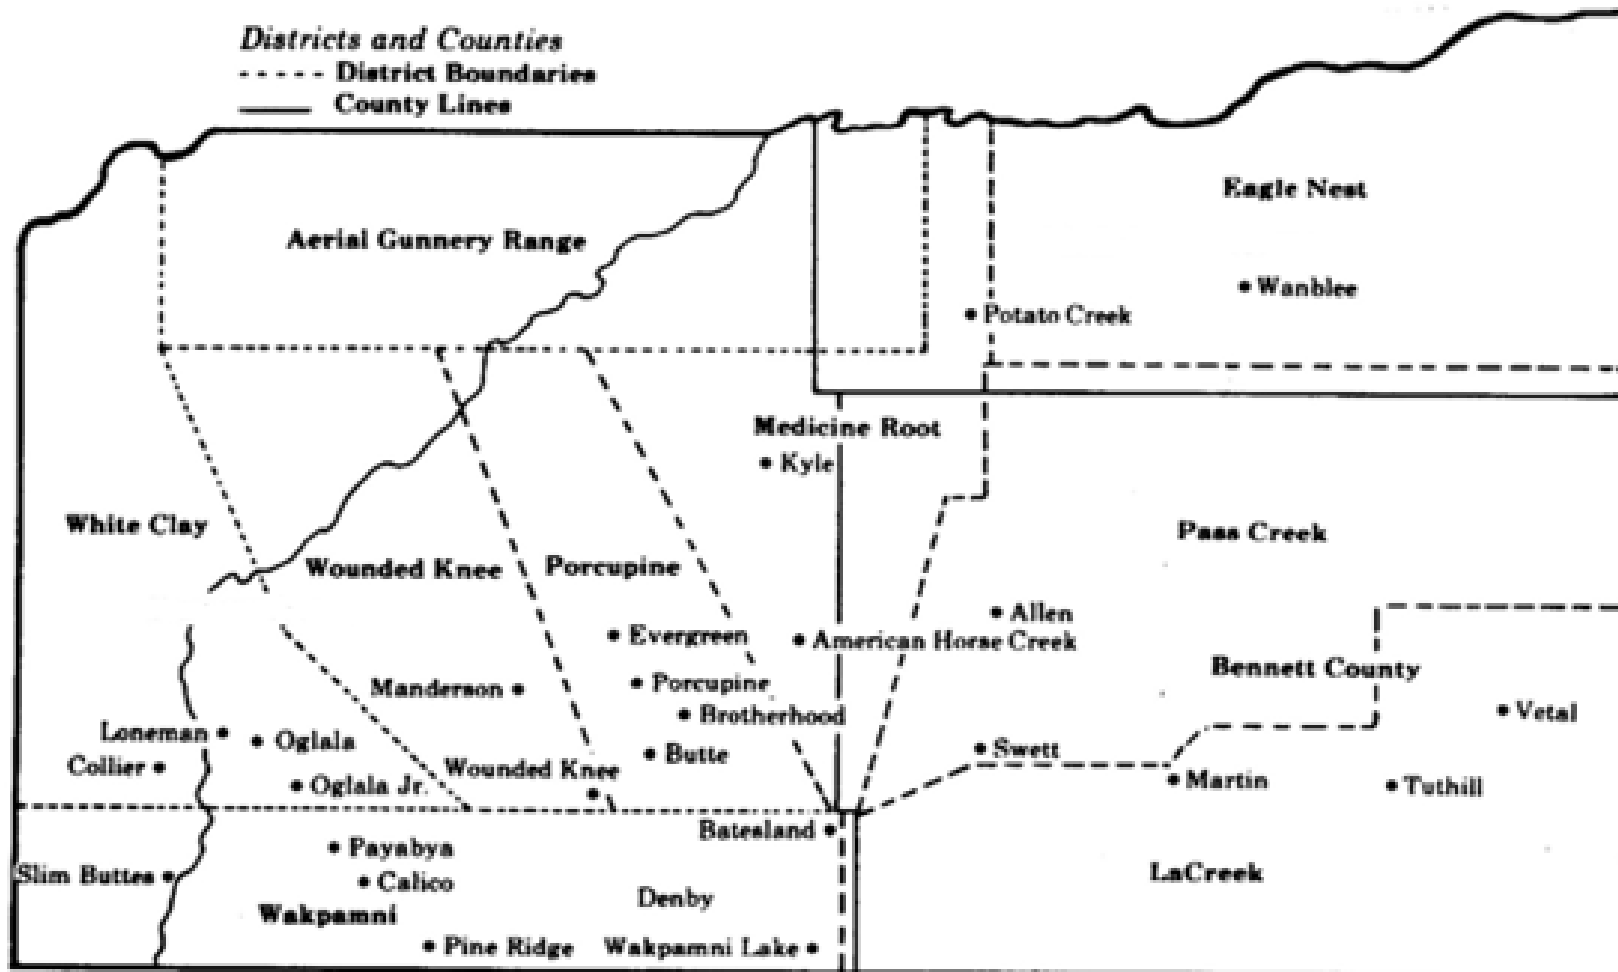 Districts and Counties
District Boundaries
County Lines
Eagle Nest
Aerial Gunnery Range
Wanblee
Potato Creek
Medicine Root
Kyle
White Clay
Pass Creek
Wounded Knee
Porcupine
Allen
Evergreen
American Horse Creek
Bennett County
Porcupine
Manderson
Brotherhood
Vetal
Loneman
Oglala
Swett
Butte
Collier
Wounded Knee
Martin
Oglala Jr.
Tuthill
Batesland
Payabya
Slim Buttes
Calico
LaCreek
Denby
Wakpamni
Pine Ridge
Wakpamni Lake